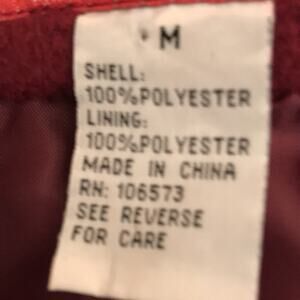 M
SHELL:
100%POLYESTER
LINING:
100%POLYESTER
MADE IN CHINA
RN: 106573
SEE REVERSE
FOR CARE